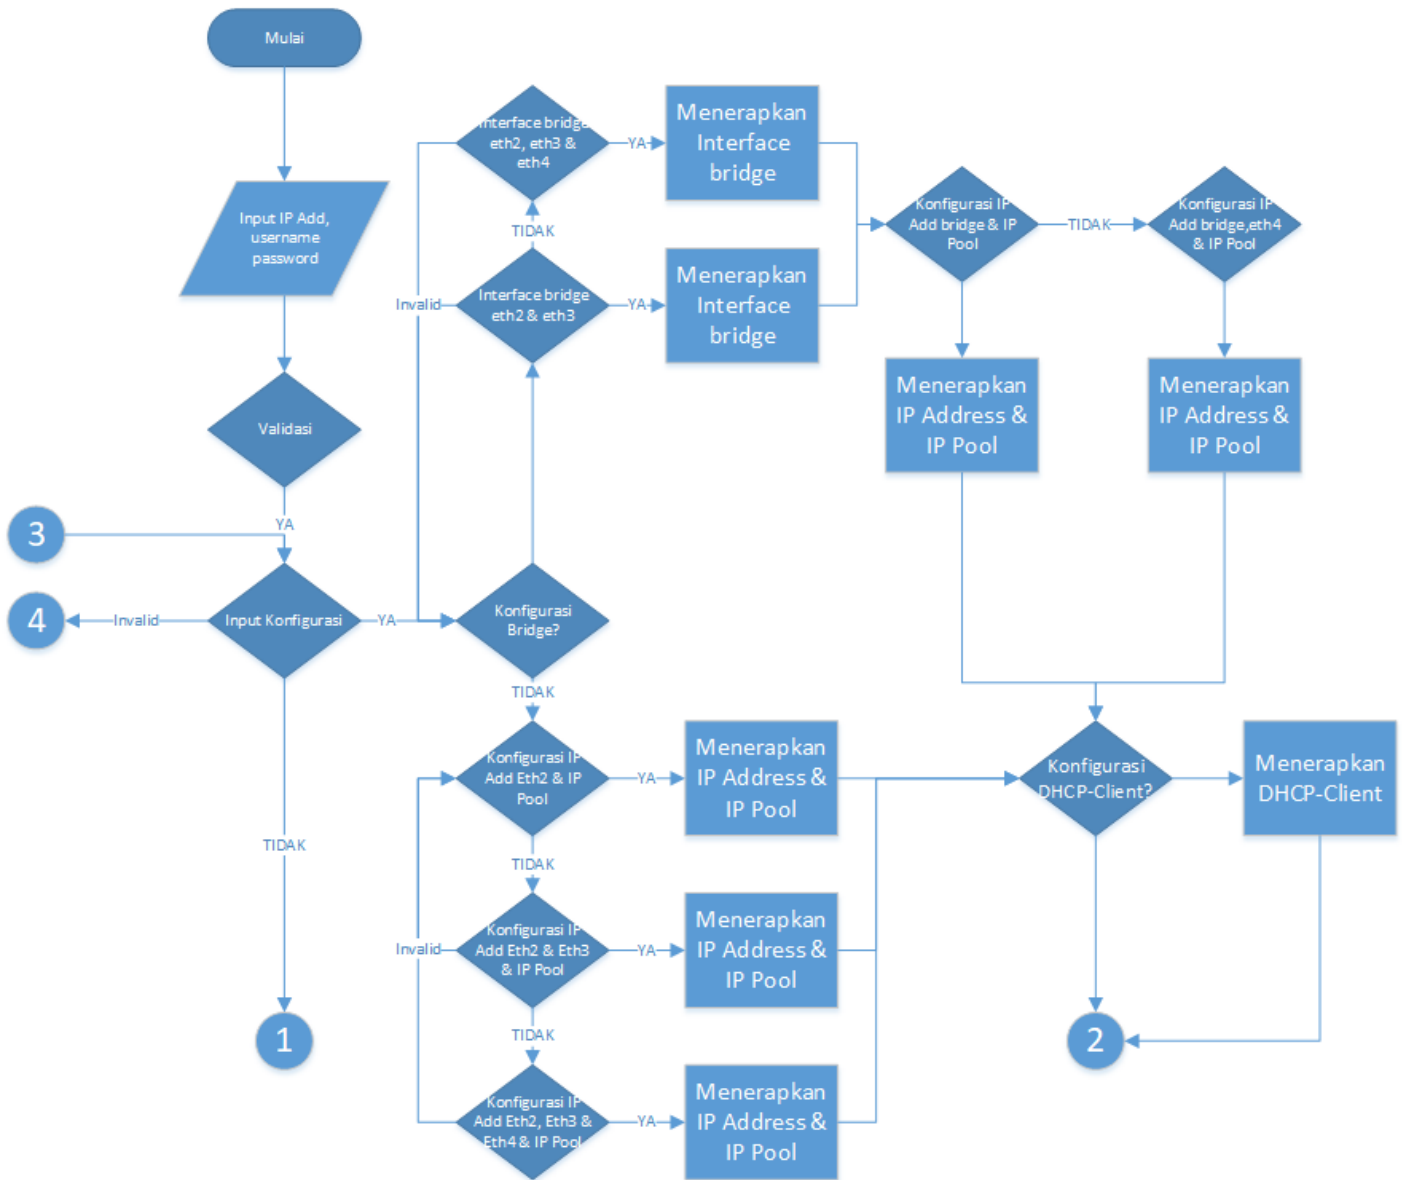 Mulai
Input IP Add,
username
password
Validasi
YA
3
4
Invalid
Input Konfigurasi
YA
TIDAK
1
Interface bridge
eth2, eth3 &
eth4
YA
Menerapkan
Interface
bridge
TIDAK
Invalid
Interface bridge
eth2 & eth3
YA
Menerapkan
Interface
bridge
Konfigurasi IP
Add bridge & IP
Pool
TIDAK
Konfigurasi IP
Add bridge,eth4
& IP Pool
Menerapkan
IP Address &
IP Pool
Menerapkan
IP Address &
IP Pool
Konfigurasi
Bridge?
TIDAK
Konfigurasi IP
Add Eth2 & IP
Pool
YA
Menerapkan
IP Address &
IP Pool
TIDAK
Invalid
Konfigurasi IP
Add Eth2 & Eth3
& IP Pool
YA
Menerapkan
IP Address &
IP Pool
TIDAK
Konfigurasi IP
Add Eth2, Eth3 &
Eth4 & IP Pool
YA
Menerapkan
IP Address &
IP Pool
Konfigurasi
DHCP-Client?
Menerapkan
DHCP-Client
2